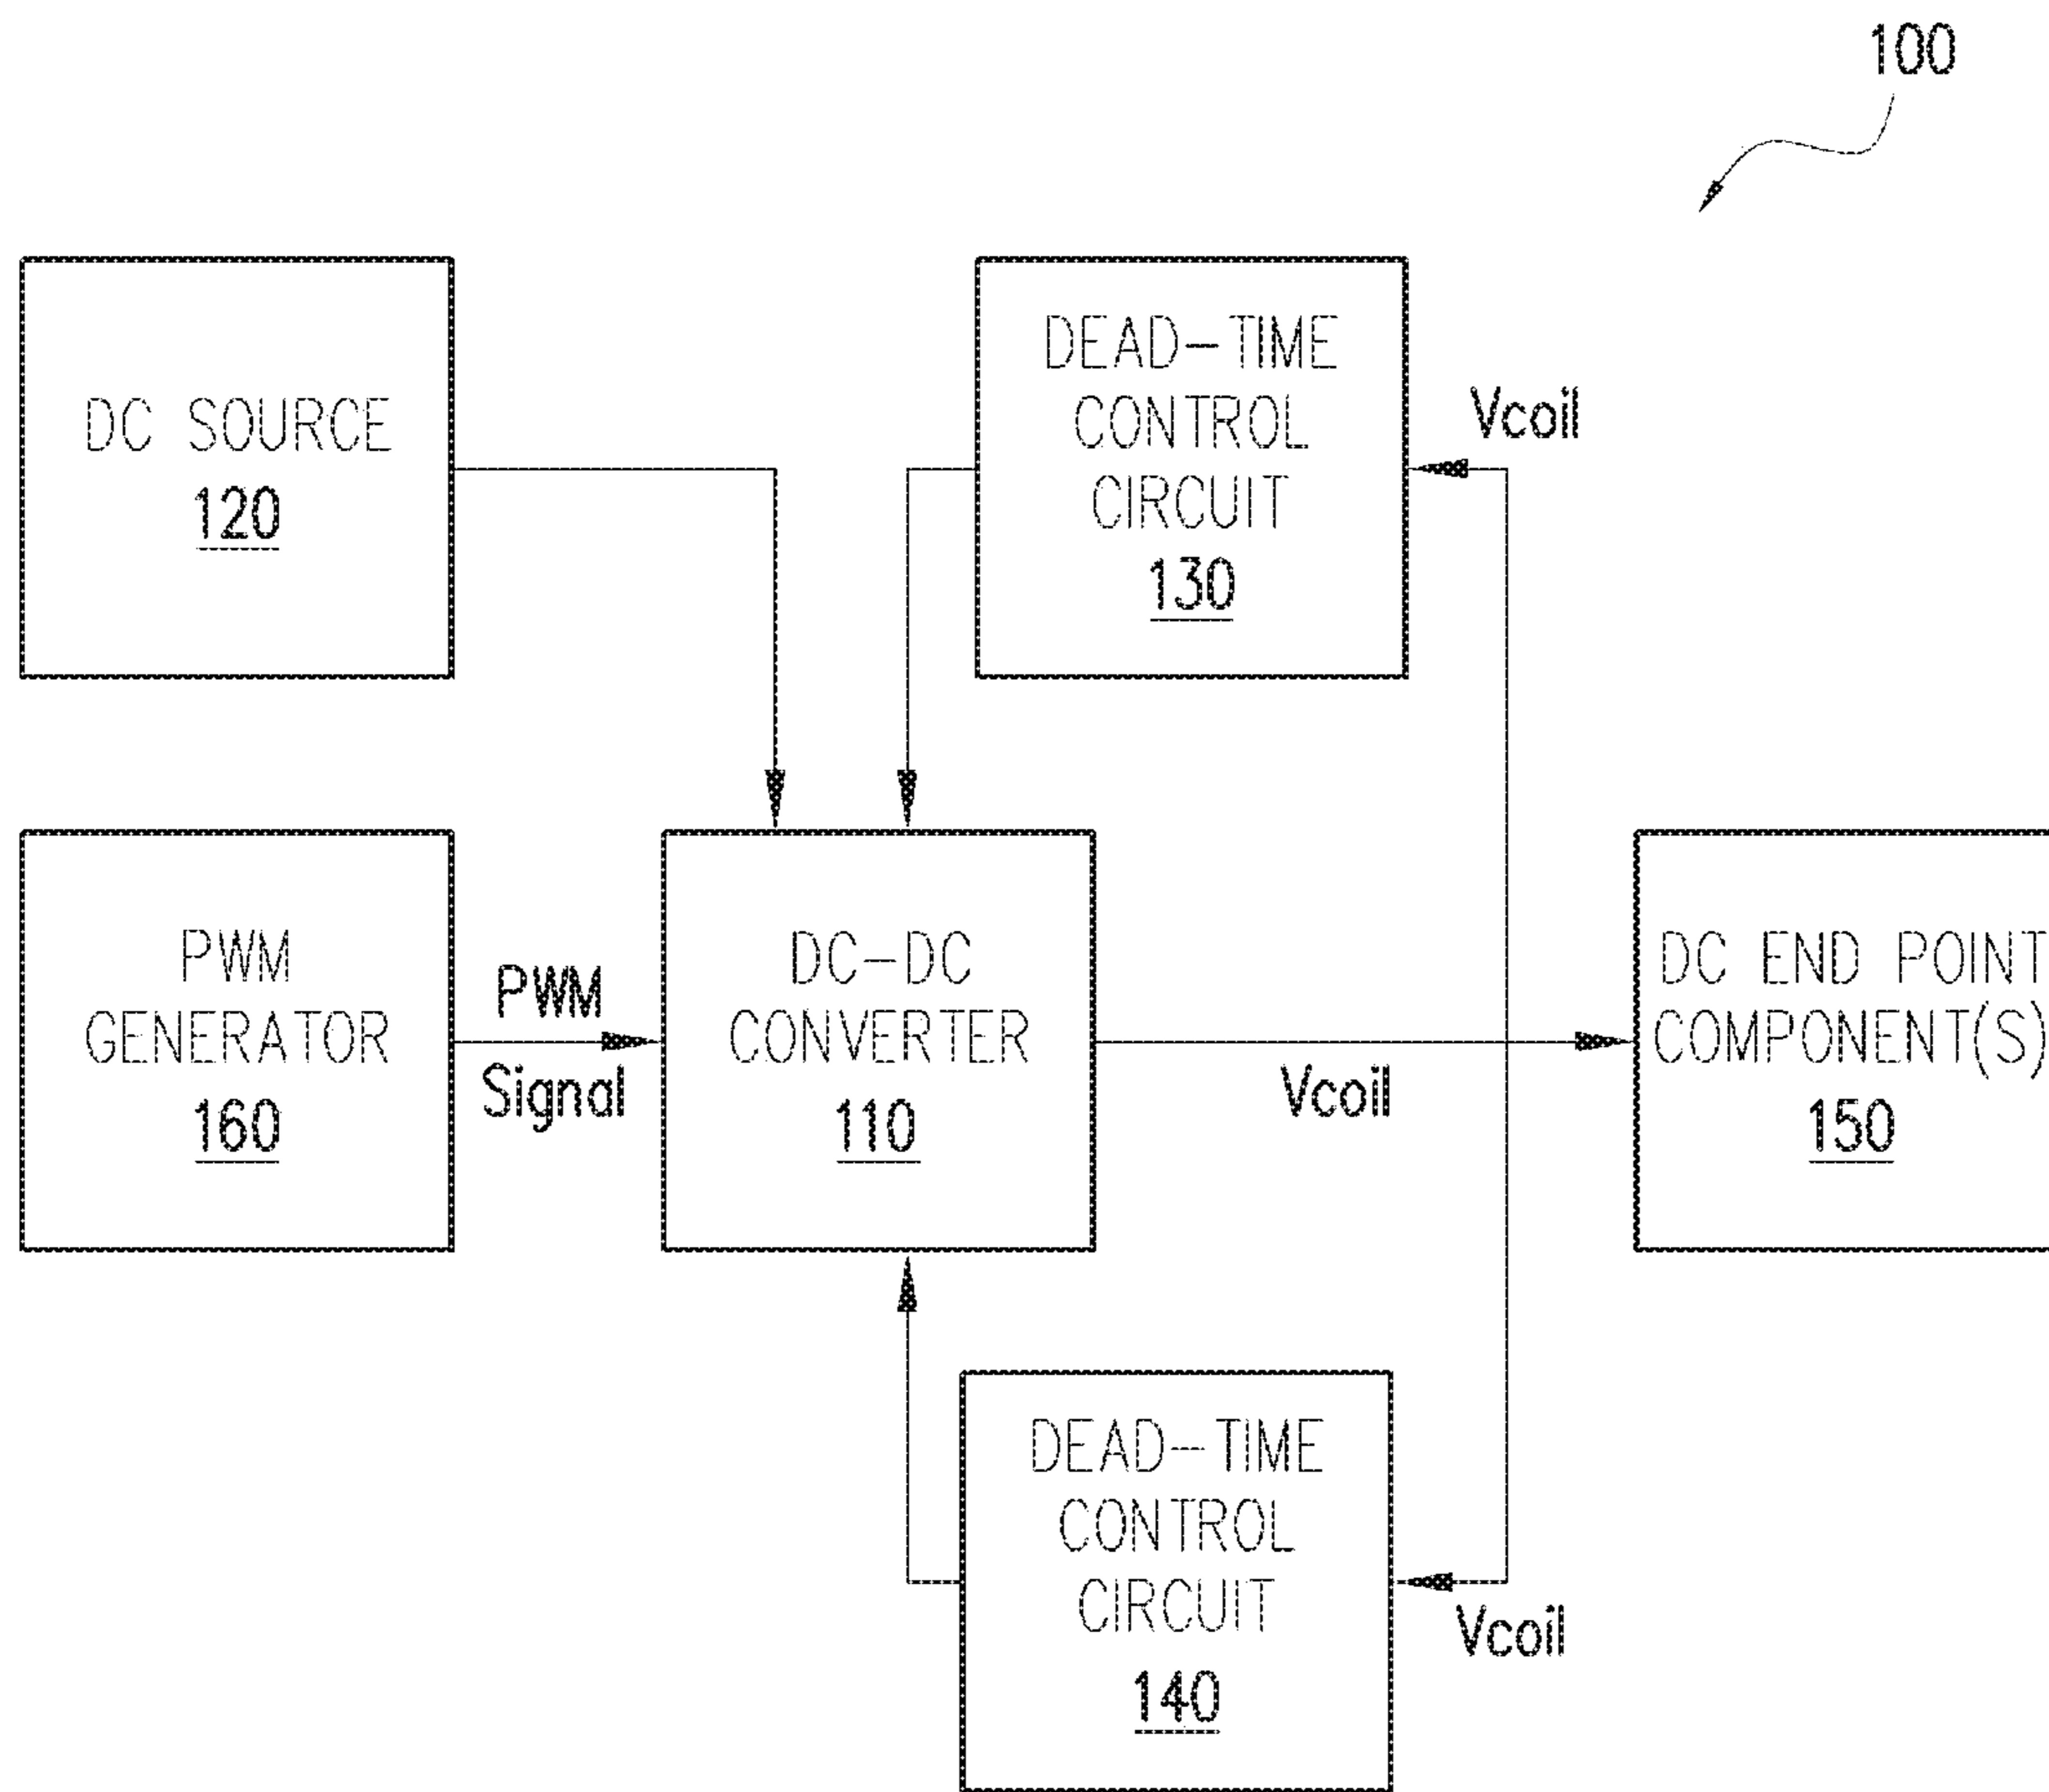 100
DC SOURCE
120
DEAD-TIME
CONTROL
CIRCUIT
130
Vcoil
PWM
GENERATOR
160
PWM
Signal
DC-DC
CONVERTER
110
Vcoil
DC END POINT
COMPONENT(S)
150
DEAD-TIME
CONTROL
CIRCUIT
140
Vcoil